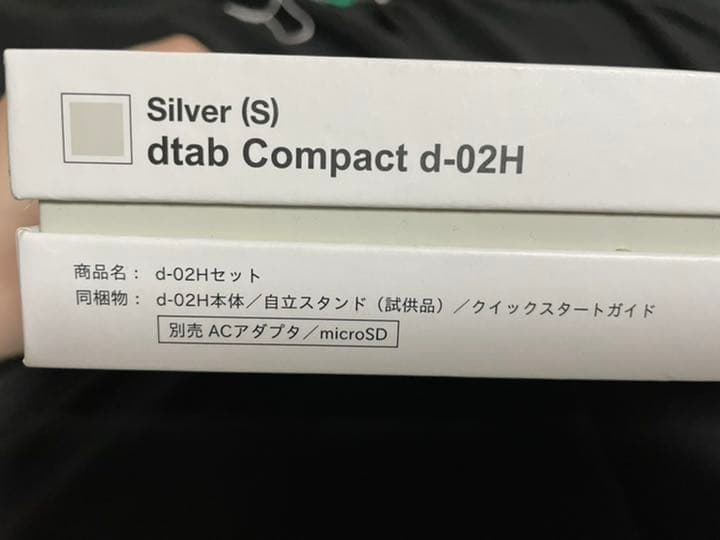 Silver (S)
dtab Compact d-02H
商品名： d-02Hセット
同梱物： d-02H本体／自立スタンド（試供品）／クイックスタートガイド
別売 ACアダプタ／microSD